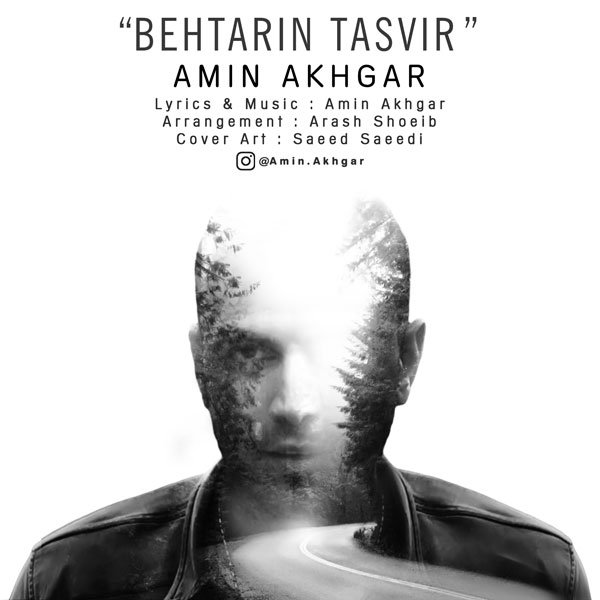 “BEHTARIN TASVIR”
AMIN AKHGAR
Lyrics & Music : Amin Akhgar
Arrangement : Arash Shoeib
Cover Art : Saeed Saeedi
@Amin.Akhgar